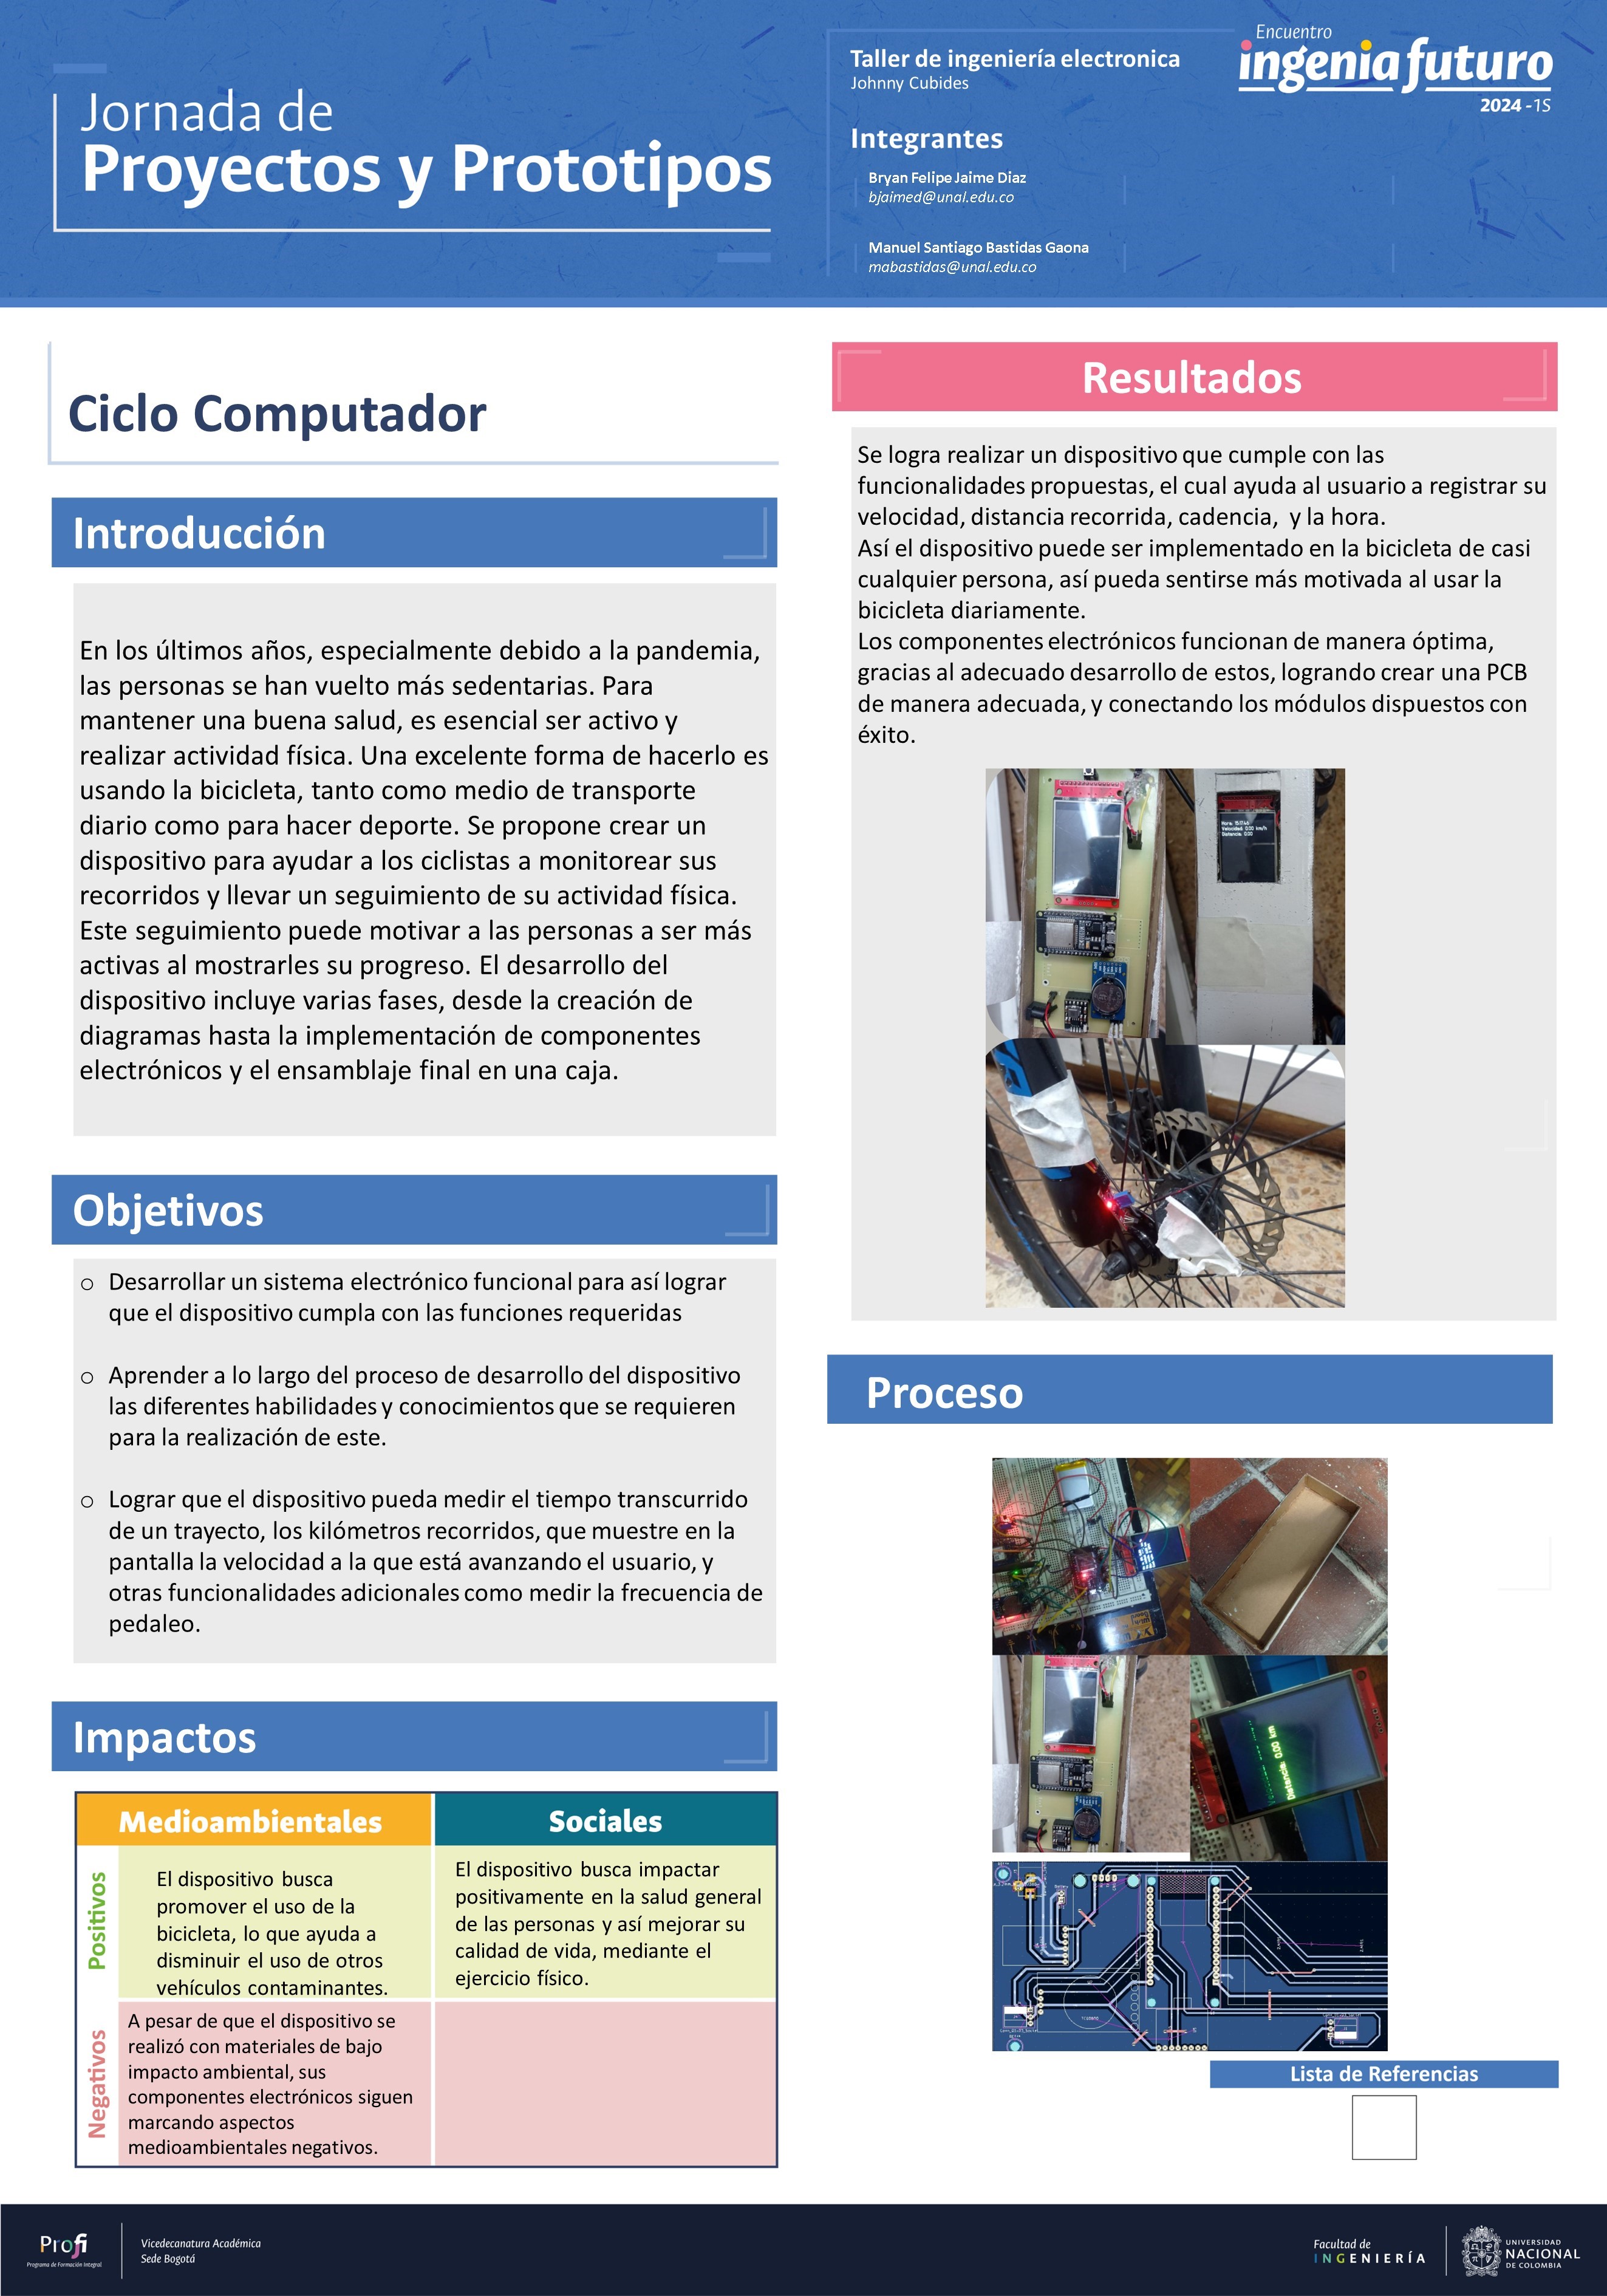 Jornada de
Proyectos y Prototipos
Taller de ingeniería electronica
Johnny Cubides
Encuentro
ingenia futuro
2024 -1S
Integrantes
Bryan Felipe Jaime Diaz
bjaimed@unal.edu.co
Manuel Santiago Bastidas Gaona
mabastidas@unal.edu.co
Ciclo Computador
Introducción
En los últimos años, especialmente debido a la pandemia,
las personas se han vuelto más sedentarias. Para
mantener una buena salud, es esencial ser activo y
realizar actividad física. Una excelente forma de hacerlo es
usando la bicicleta, tanto como medio de transporte
diario como para hacer deporte. Se propone crear un
dispositivo para ayudar a los ciclistas a monitorear sus
recorridos y llevar un seguimiento de su actividad física.
Este seguimiento puede motivar a las personas a ser más
activas al mostrarles su progreso. El desarrollo del
dispositivo incluye varias fases, desde la creación de
diagramas hasta la implementación de componentes
electrónicos y el ensamblaje final en una caja.
Objetivos
o Desarrollar un sistema electrónico funcional para así lograr
que el dispositivo cumpla con las funciones requeridas
o Aprender a lo largo del proceso de desarrollo del dispositivo
las diferentes habilidades y conocimientos que se requieren
para la realización de este.
o Lograr que el dispositivo pueda medir el tiempo transcurrido
de un trayecto, los kilómetros recorridos, que muestre en la
pantalla la velocidad a la que está avanzando el usuario, y
otras funcionalidades adicionales como medir la frecuencia de
pedaleo.
Impactos
Medioambientales
Sociales
Positivos
El dispositivo busca
promover el uso de la
bicicleta, lo que ayuda a
disminuir el uso de otros
vehículos contaminantes.
El dispositivo busca impactar
positivamente en la salud general
de las personas y así mejorar su
calidad de vida, mediante el
ejercicio físico.
Negativos
A pesar de que el dispositivo se
realizó con materiales de bajo
impacto ambiental, sus
componentes electrónicos siguen
marcando aspectos
medioambientales negativos.
Resultados
Se logra realizar un dispositivo que cumple con las
funcionalidades propuestas, el cual ayuda al usuario a registrar su
velocidad, distancia recorrida, cadencia,  y la hora.
Así el dispositivo puede ser implementado en la bicicleta de casi
cualquier persona, así pueda sentirse más motivada al usar la
bicicleta diariamente.
Los componentes electrónicos funcionan de manera óptima,
gracias al adecuado desarrollo de estos, logrando crear una PCB
de manera adecuada, y conectando los módulos dispuestos con
éxito.
Velocidad: 0.00 km/h
Distancia: 0.00
Proceso
Distancia: 0.00 km
Lista de Referencias
Profi
Programa de Formación Integral
Vicedecanatura Académica
Sede Bogotá
Facultad de
INGENIERÍA
UNIVERSIDAD
NACIONAL
DE COLOMBIA